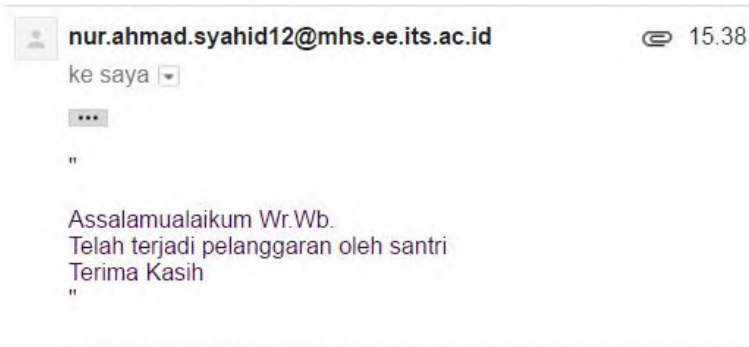 nur.ahmad.syahid12@mhs.ee.its.ac.id 15.38
ke saya
"
Assalamualaikum Wr.Wb.
Telah terjadi pelanggaran oleh santri
Terima Kasih
"